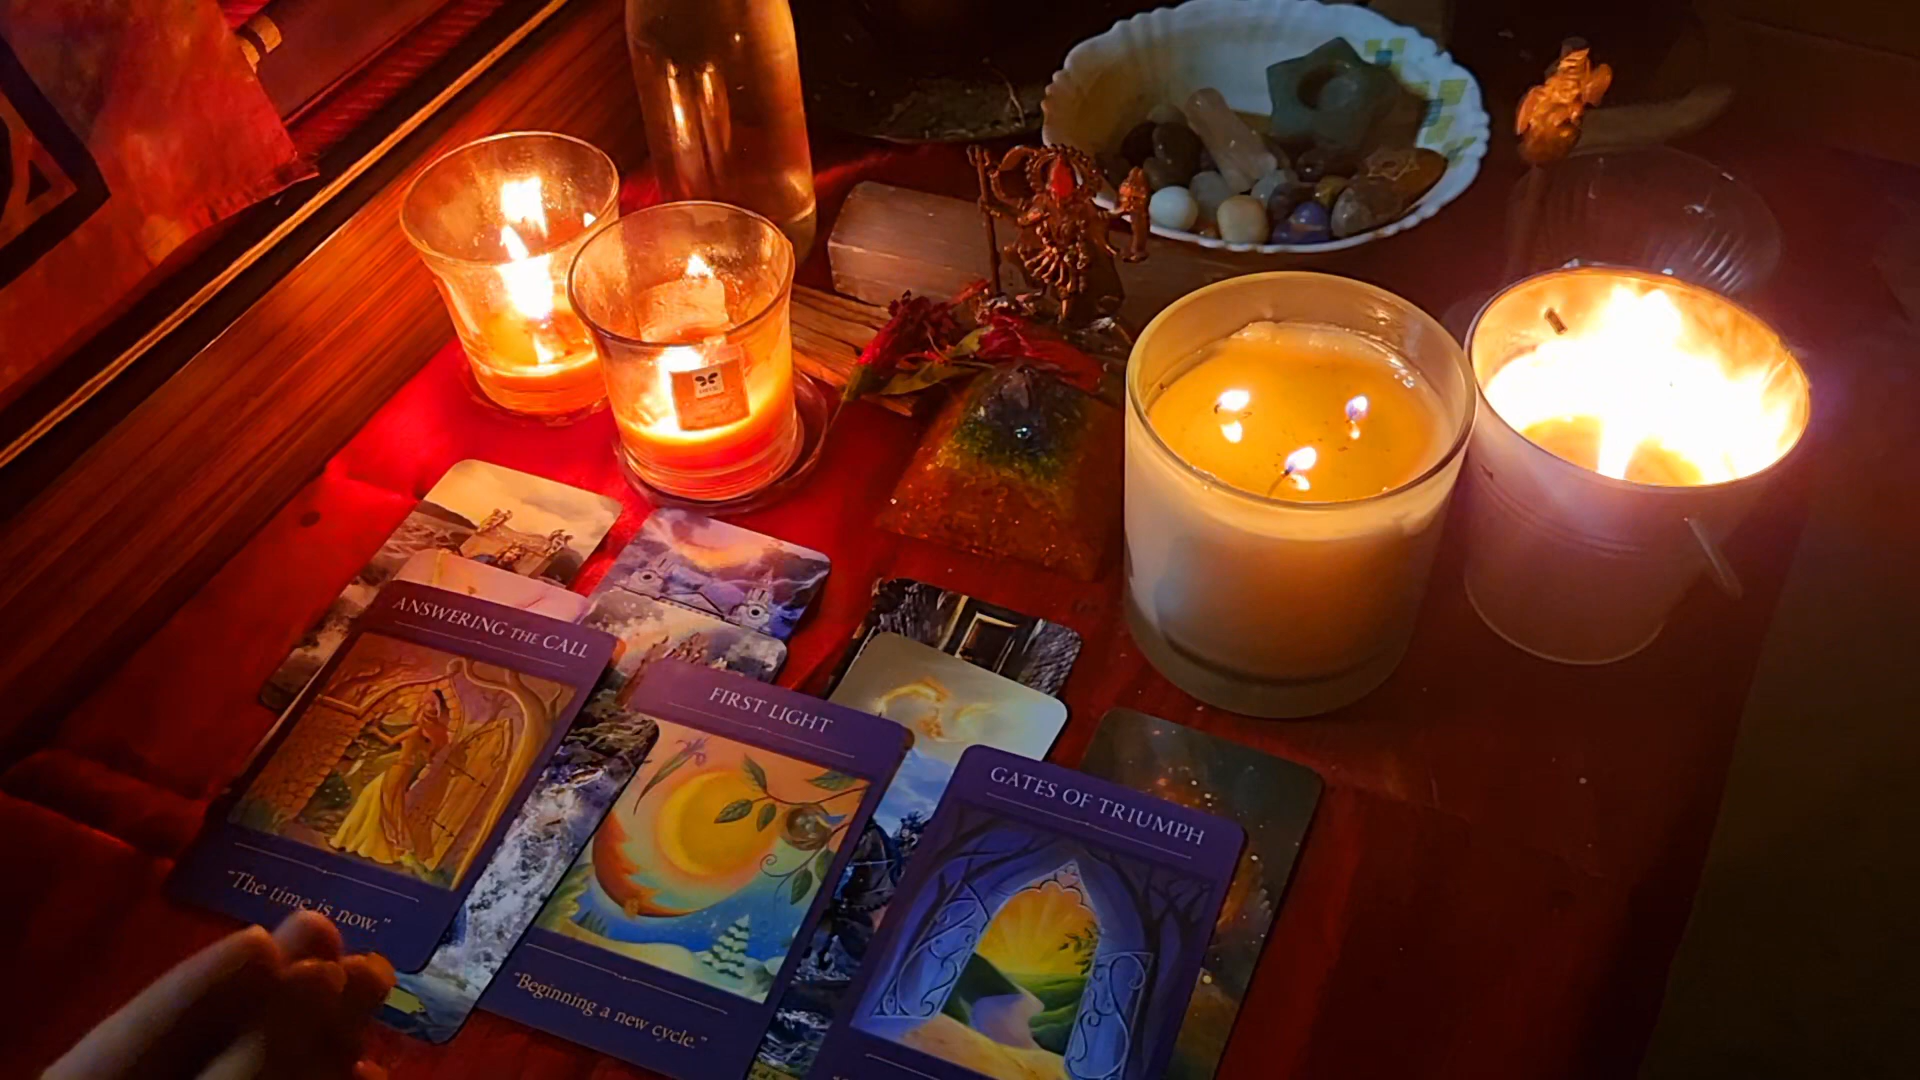 ANSWERING THE CALL
"The time is now."
FIRST LIGHT
"Beginning a new cycle."
GATES OF TRIUMPH